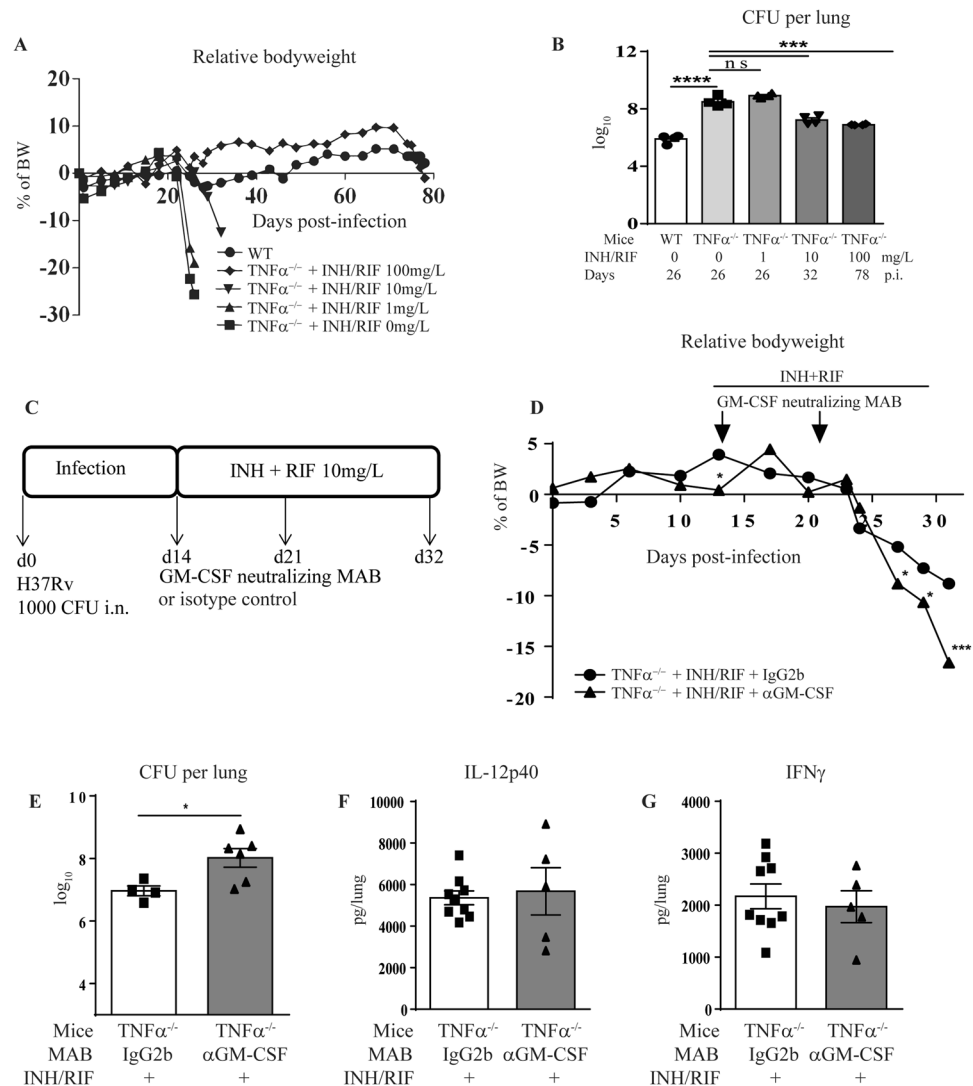 A
Relative bodyweight
20
10
0
-10
-20
-30
% of BW
20
40
60
80
Days post-infection
WT
TNFα⁻/⁻ + INH/RIF 100mg/L
TNFα⁻/⁻ + INH/RIF 10mg/L
TNFα⁻/⁻ + INH/RIF 1mg/L
TNFα⁻/⁻ + INH/RIF 0mg/L
B
CFU per lung
***
n s
****
12
8
4
0
log₁₀
Mice WT TNFα⁻/⁻ TNFα⁻/⁻ TNFα⁻/⁻ TNFα⁻/⁻
INH/RIF 0 0 1 10 100 mg/L
Days 26 26 26 32 78 p.i.
C
Infection
INH + RIF 10mg/L
d0 d14 d21 d32
H37Rv
1000 CFU i.n.
GM-CSF neutralizing MAB
or isotype control
D
Relative bodyweight
INH+RIF
GM-CSF neutralizing MAB
5
0
-5
-10
-15
-20
% of BW
5 10 15 20 25 30
Days post-infection
*
*
*
***
TNFα⁻/⁻ + INH/RIF + IgG2b
TNFα⁻/⁻ + INH/RIF + αGM-CSF
E
CFU per lung
*
10
8
6
4
log₁₀
Mice TNFα⁻/⁻ TNFα⁻/⁻
MAB IgG2b αGM-CSF
INH/RIF + +
F
IL-12p40
10000
8000
6000
4000
2000
0
pg/lung
TNFα⁻/⁻ TNFα⁻/⁻
Mice
MAB IgG2b αGM-CSF
INH/RIF + +
G
IFNγ
4000
3000
2000
1000
0
pg/lung
Mice TNFα⁻/⁻ TNFα⁻/⁻
MAB IgG2b αGM-CSF
INH/RIF + +